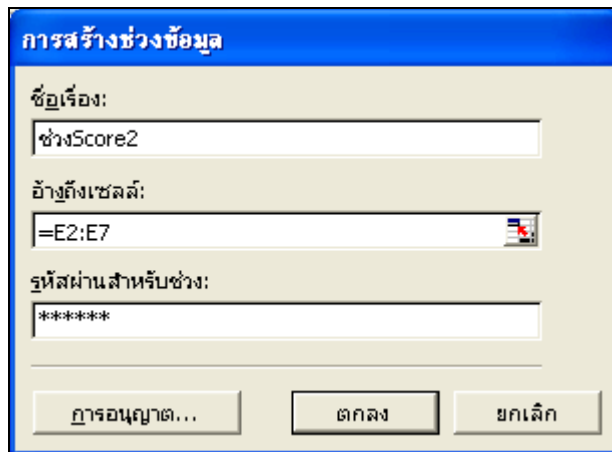 การสร้างช่วงข้อมูล
ชื่อเรื่อง:
ช่วงScore2
อ้างถึงเซลล์:
=E2:E7
รหัสผ่านสำหรับช่วง:
******
การอนุญาต... ตกลง ยกเลิก